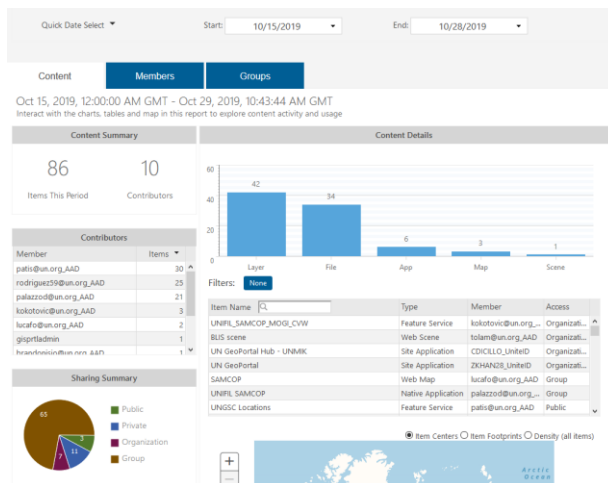 Quick Date Select
Start: 10/15/2019
End: 10/28/2019
Content Members Groups
Oct 15, 2019, 12:00:00 AM GMT - Oct 29, 2019, 10:43:44 AM GMT
Interact with the charts, tables and map in this report to explore content activity and usage
Content Summary
86 10
Items This Period Contributors
Contributors
Member Items
patis@un.org_AAD 30
rodriguez59@un.org_AAD 25
palazzod@un.org_AAD 21
kokotovic@un.org_AAD 3
lucafo@un.org_AAD 2
gisprtladmin 1
brandonisio@un.org_AAD 1
Sharing Summary
65
3
11
7
Public
Private
Organization
Group
Content Details
60
40
20
0
42
34
6
3
1
Layer File App Map Scene
Filters: None
Item Name Type Member Access
UNIFIL_SAMCOP_MOGI_CVW Feature Service kokotovic@un.org_... Organizati...
BLIS scene Web Scene tolam@un.org_AAD Organizati...
UN GeoPortal Hub - UNMIK Site Application CDICILLO_UniteID Organizati...
UN GeoPortal Site Application ZKHAN28_UniteID Organizati...
SAMCOP Web Map lucafo@un.org_AAD Group
UNIFIL SAMCOP Native Application palazzod@un.org_... Group
UNGSC Locations Feature Service patis@un.org_AAD Public
Item Centers Item Footprints Density (all items)
+
Arctic
Ocean